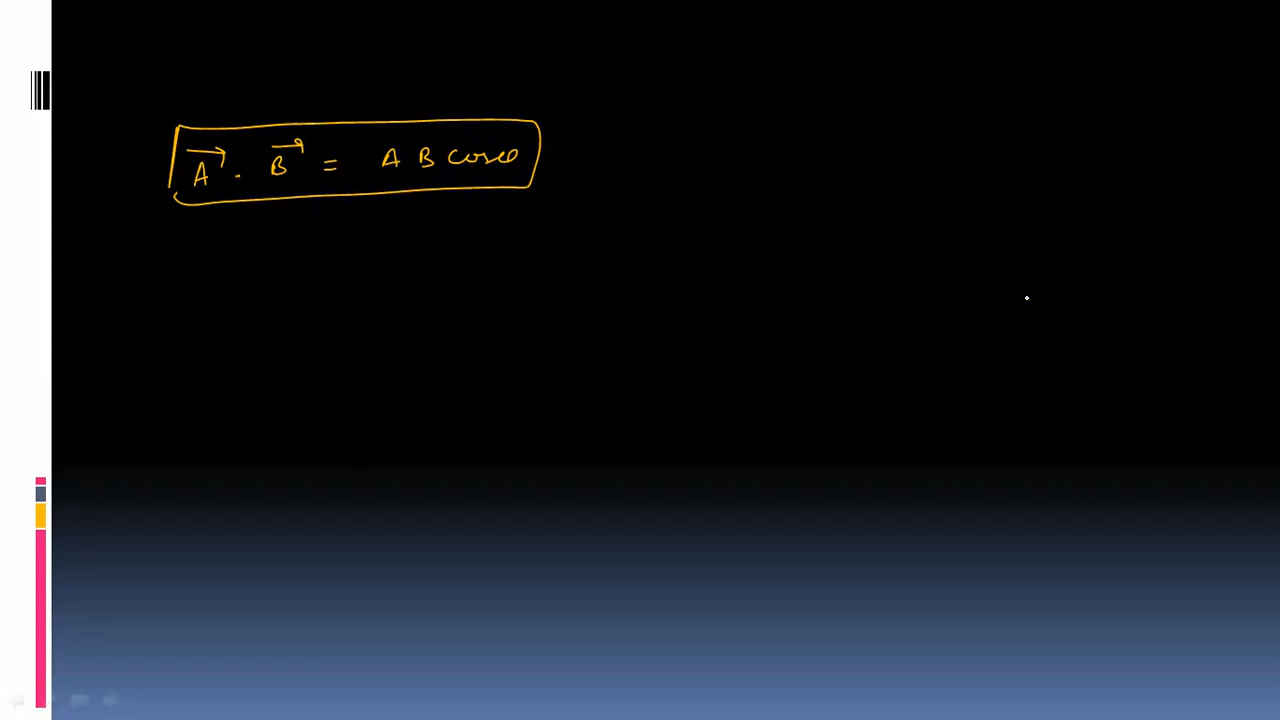 A⃗ . B⃗ = A B cosθ